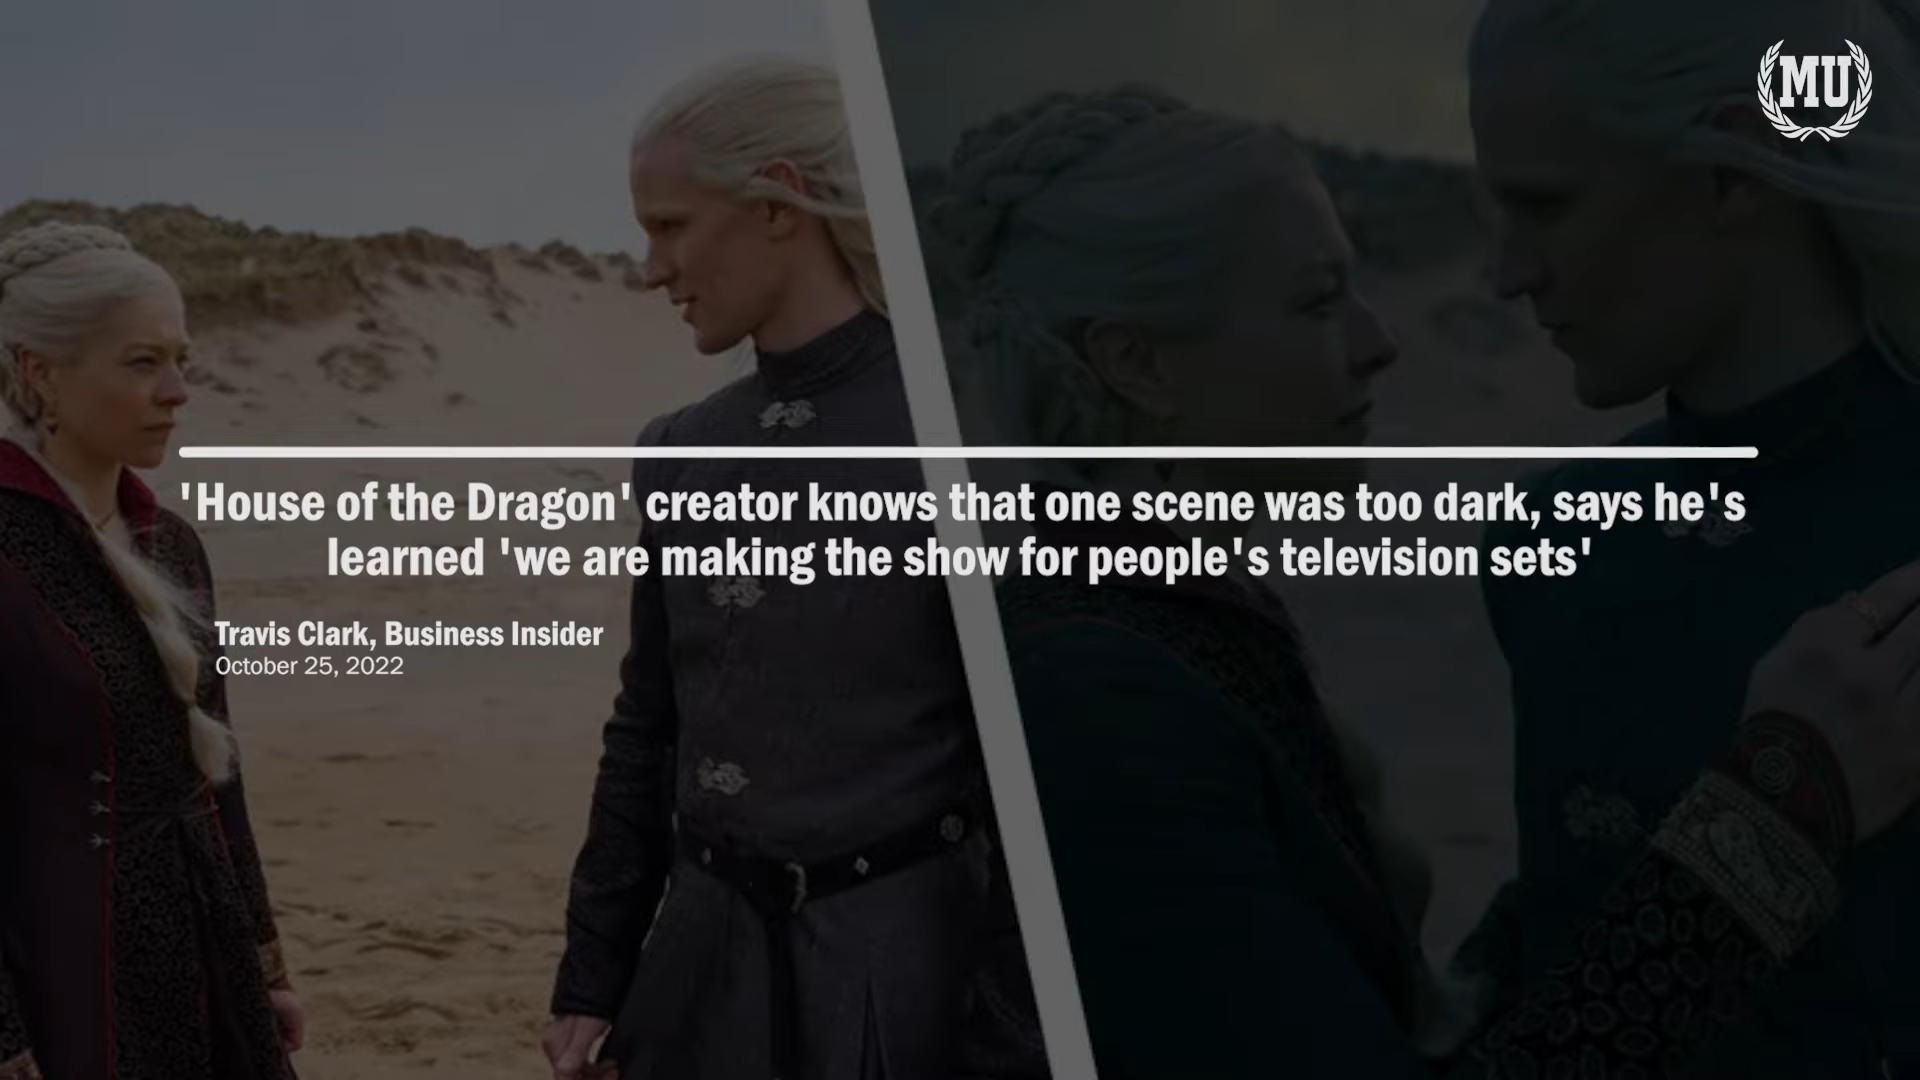 MU
'House of the Dragon' creator knows that one scene was too dark, says he's
learned 'we are making the show for people's television sets'
Travis Clark, Business Insider
October 25, 2022